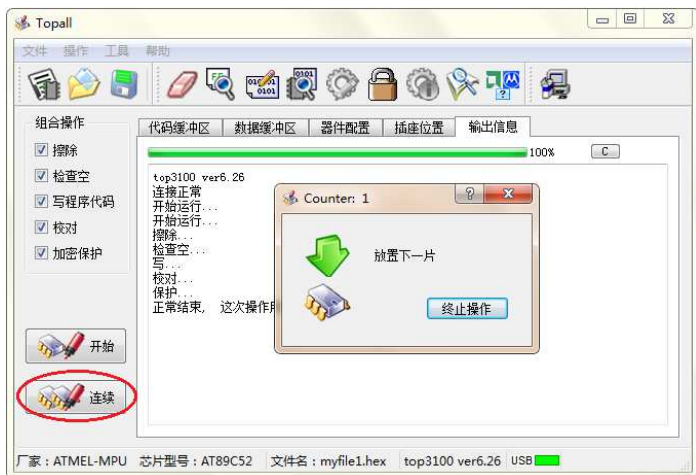 Topall
文件 操作 工具 帮助
组合操作
擦除
检查空
写程序代码
校对
加密保护
开始
连续
代码缓冲区 数据缓冲区 器件配置 插座位置 输出信息
100% C
top3100 ver6.26
连接正常
开始运行...
开始运行...
擦除...
检查空...
写...
校对...
保护...
正常结束, 这次操作用
Counter: 1
放置下一片
终止操作
厂家：ATMEL-MPU 芯片型号：AT89C52 文件名：myfile1.hex top3100 ver6.26 USB